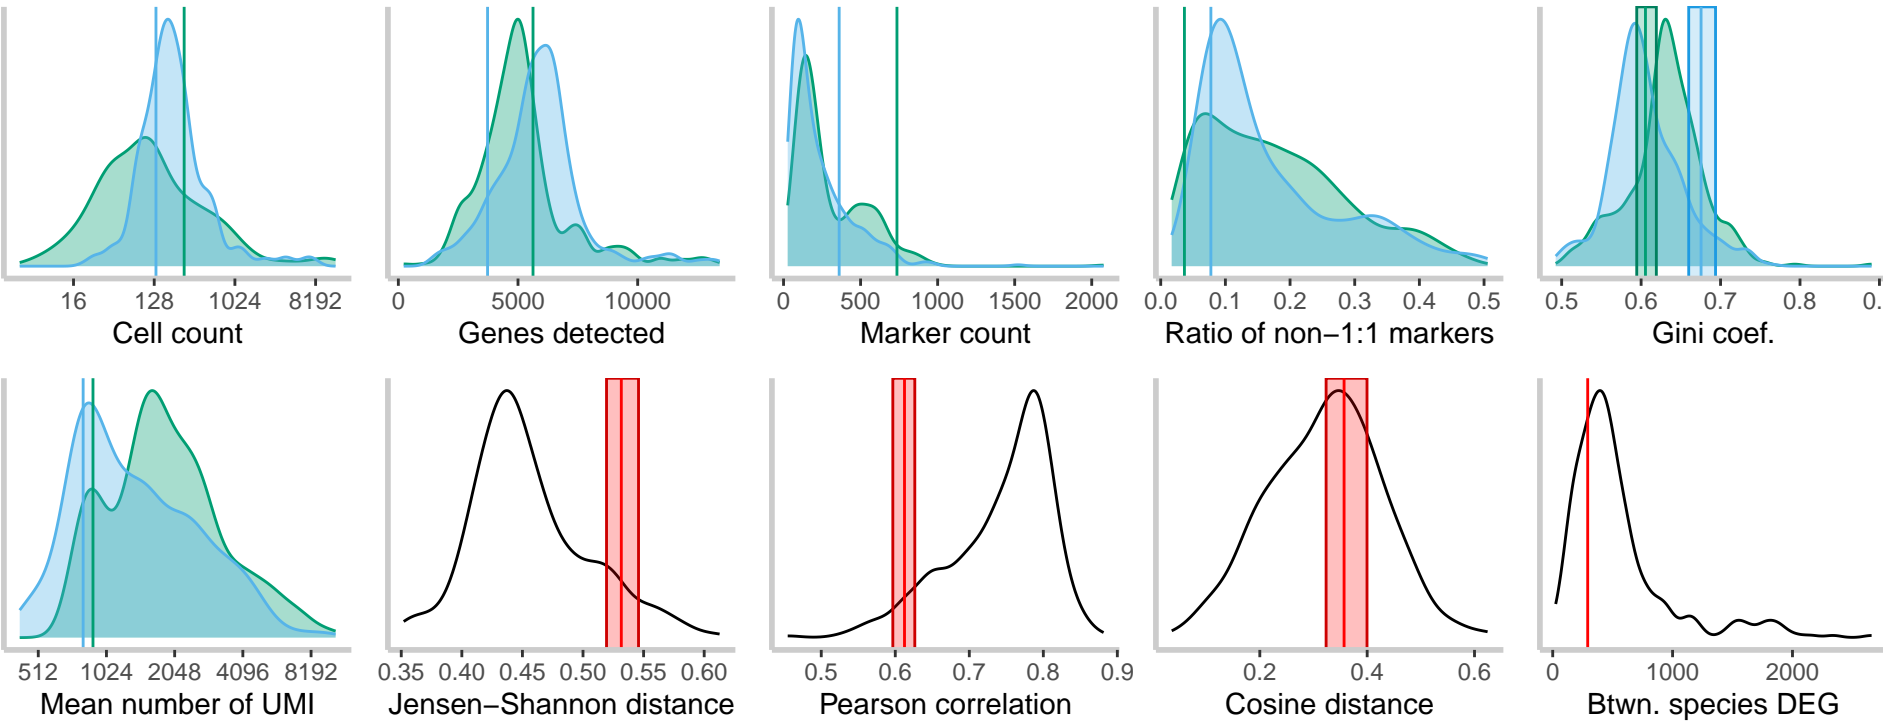 16 128 1024 8192
Cell count
0 5000 10000
Genes detected
0 500 1000 1500 2000
Marker count
0.0 0.1 0.2 0.3 0.4 0.5
Ratio of non−1:1 markers
0.5 0.6 0.7 0.8 0.
Gini coef.
512 1024 2048 4096 8192
Mean number of UMI
0.35 0.40 0.45 0.50 0.55 0.60
Jensen−Shannon distance
0.5 0.6 0.7 0.8 0.9
Pearson correlation
0.2 0.4 0.6
Cosine distance
0 1000 2000
Btwn. species DEG